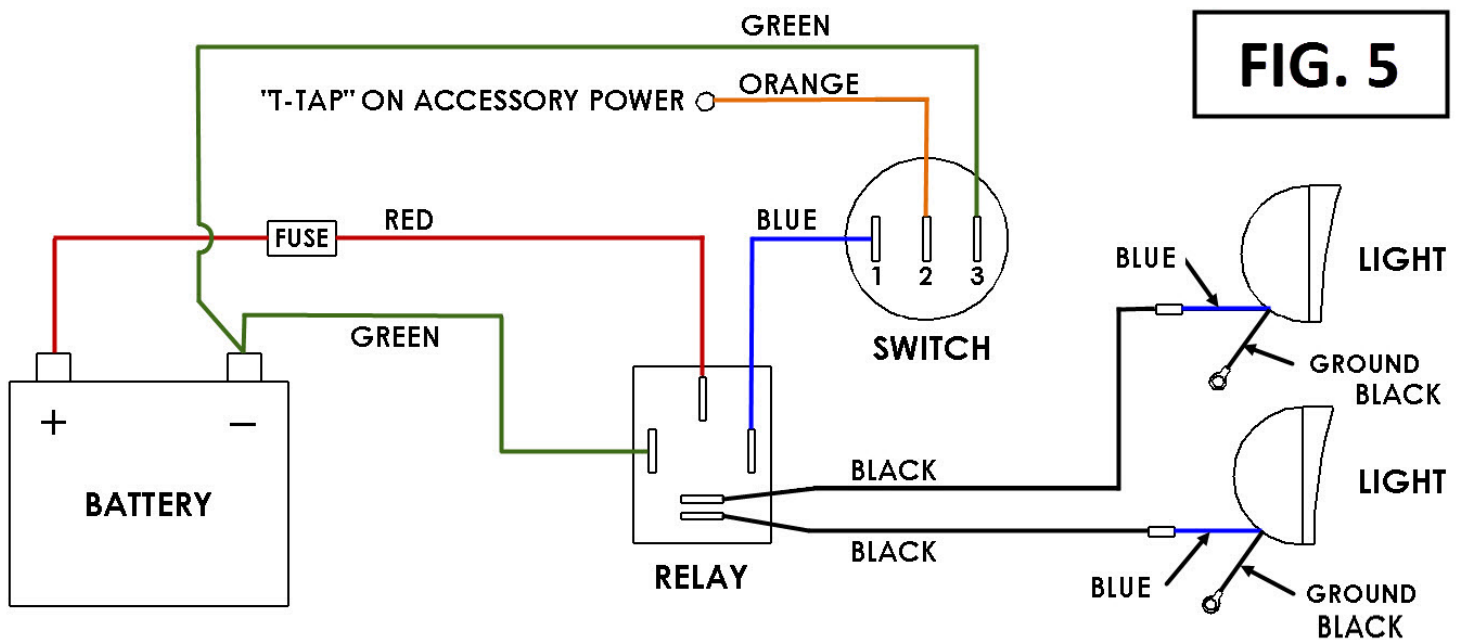 GREEN
FIG. 5
"T-TAP" ON ACCESSORY POWER
ORANGE
FUSE
RED
BLUE
1 2 3
SWITCH
BLUE
LIGHT
GREEN
GROUND
BLACK
+ −
BATTERY
RELAY
BLACK
BLACK
LIGHT
BLUE
GROUND
BLACK